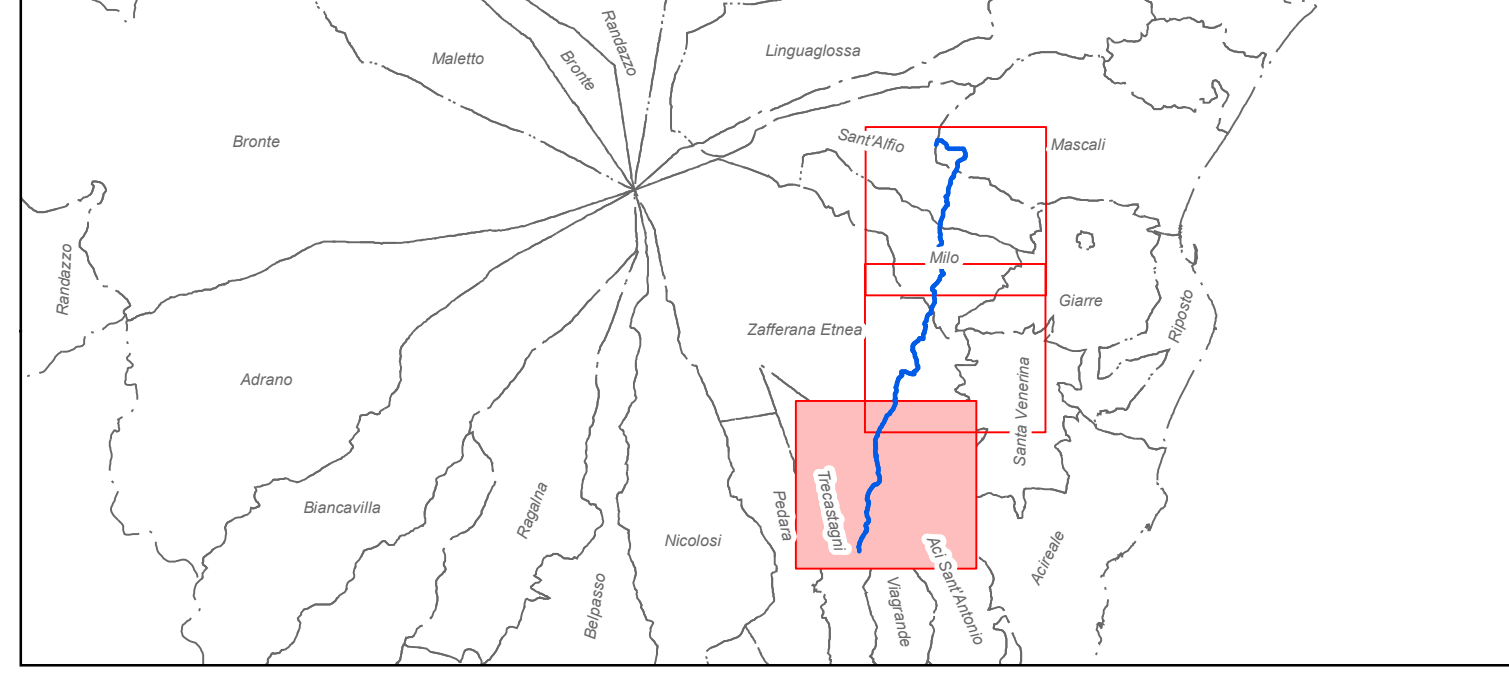 Randazzo
Linguaglossa
Maletto
Bronte
Bronte
Sant'Alfio
Mascali
Randazzo
Milo
Giarre
Riposto
Zafferana Etnea
Adrano
Santa Venerina
Trecastagni
Biancavilla
Ragalna
Pedara
Nicolosi
Aci Sant'Antonio
Acireale
Belpasso
Viagrande